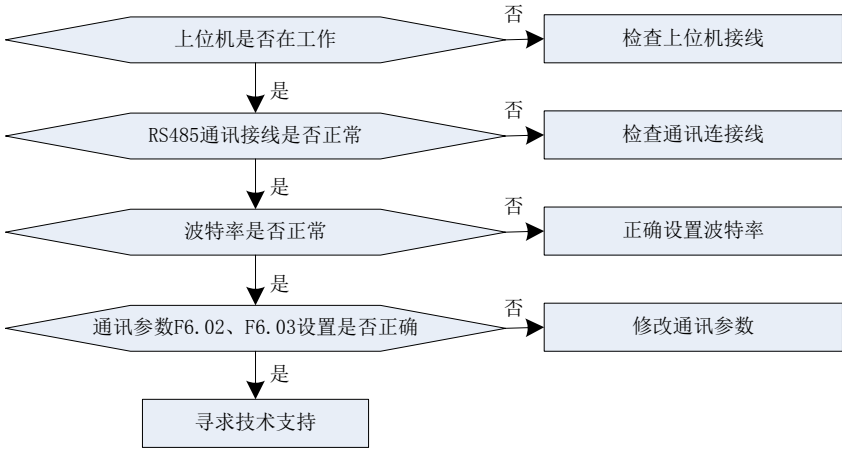 上位机是否在工作
否
检查上位机接线
是
RS485通讯接线是否正常
否
检查通讯连接线
是
波特率是否正常
否
正确设置波特率
是
通讯参数F6.02、F6.03设置是否正确
否
修改通讯参数
是
寻求技术支持